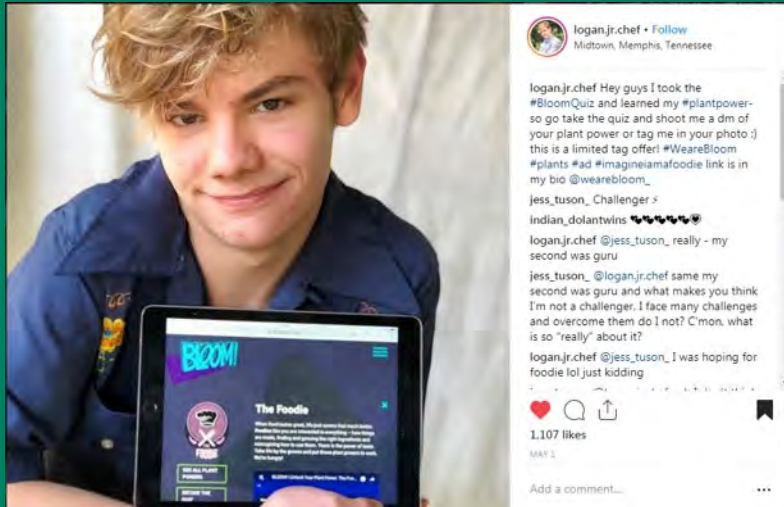 logan.jr.chef • Follow
Midtown, Memphis, Tennessee
logan.jr.chef Hey guys I took the
#BloomQuiz and learned my #plantpower-
so go take the quiz and shoot me a dm of
your plant power or tag me in your photo :)
this is a limited tag offer! #WeareBloom
#plants #ad #imagineiamafoodie link is in
my bio @wearebloom_
jess_tuson_ Challenger ⚡
indian_dolantwins
logan.jr.chef @jess_tuson_ really - my
second was guru
jess_tuson_ @logan.jr.chef same my
second was guru and what makes you think
I'm not a challenger. I face many challenges
and overcome them do I not? C'mon, what
is so "really" about it?
logan.jr.chef @jess_tuson_ I was hoping for
foodie lol just kidding
1,107 likes
MAY 1
Add a comment...
BLOOM!
The Foodie
FOODIE
SEE ALL PLANT
POWERS